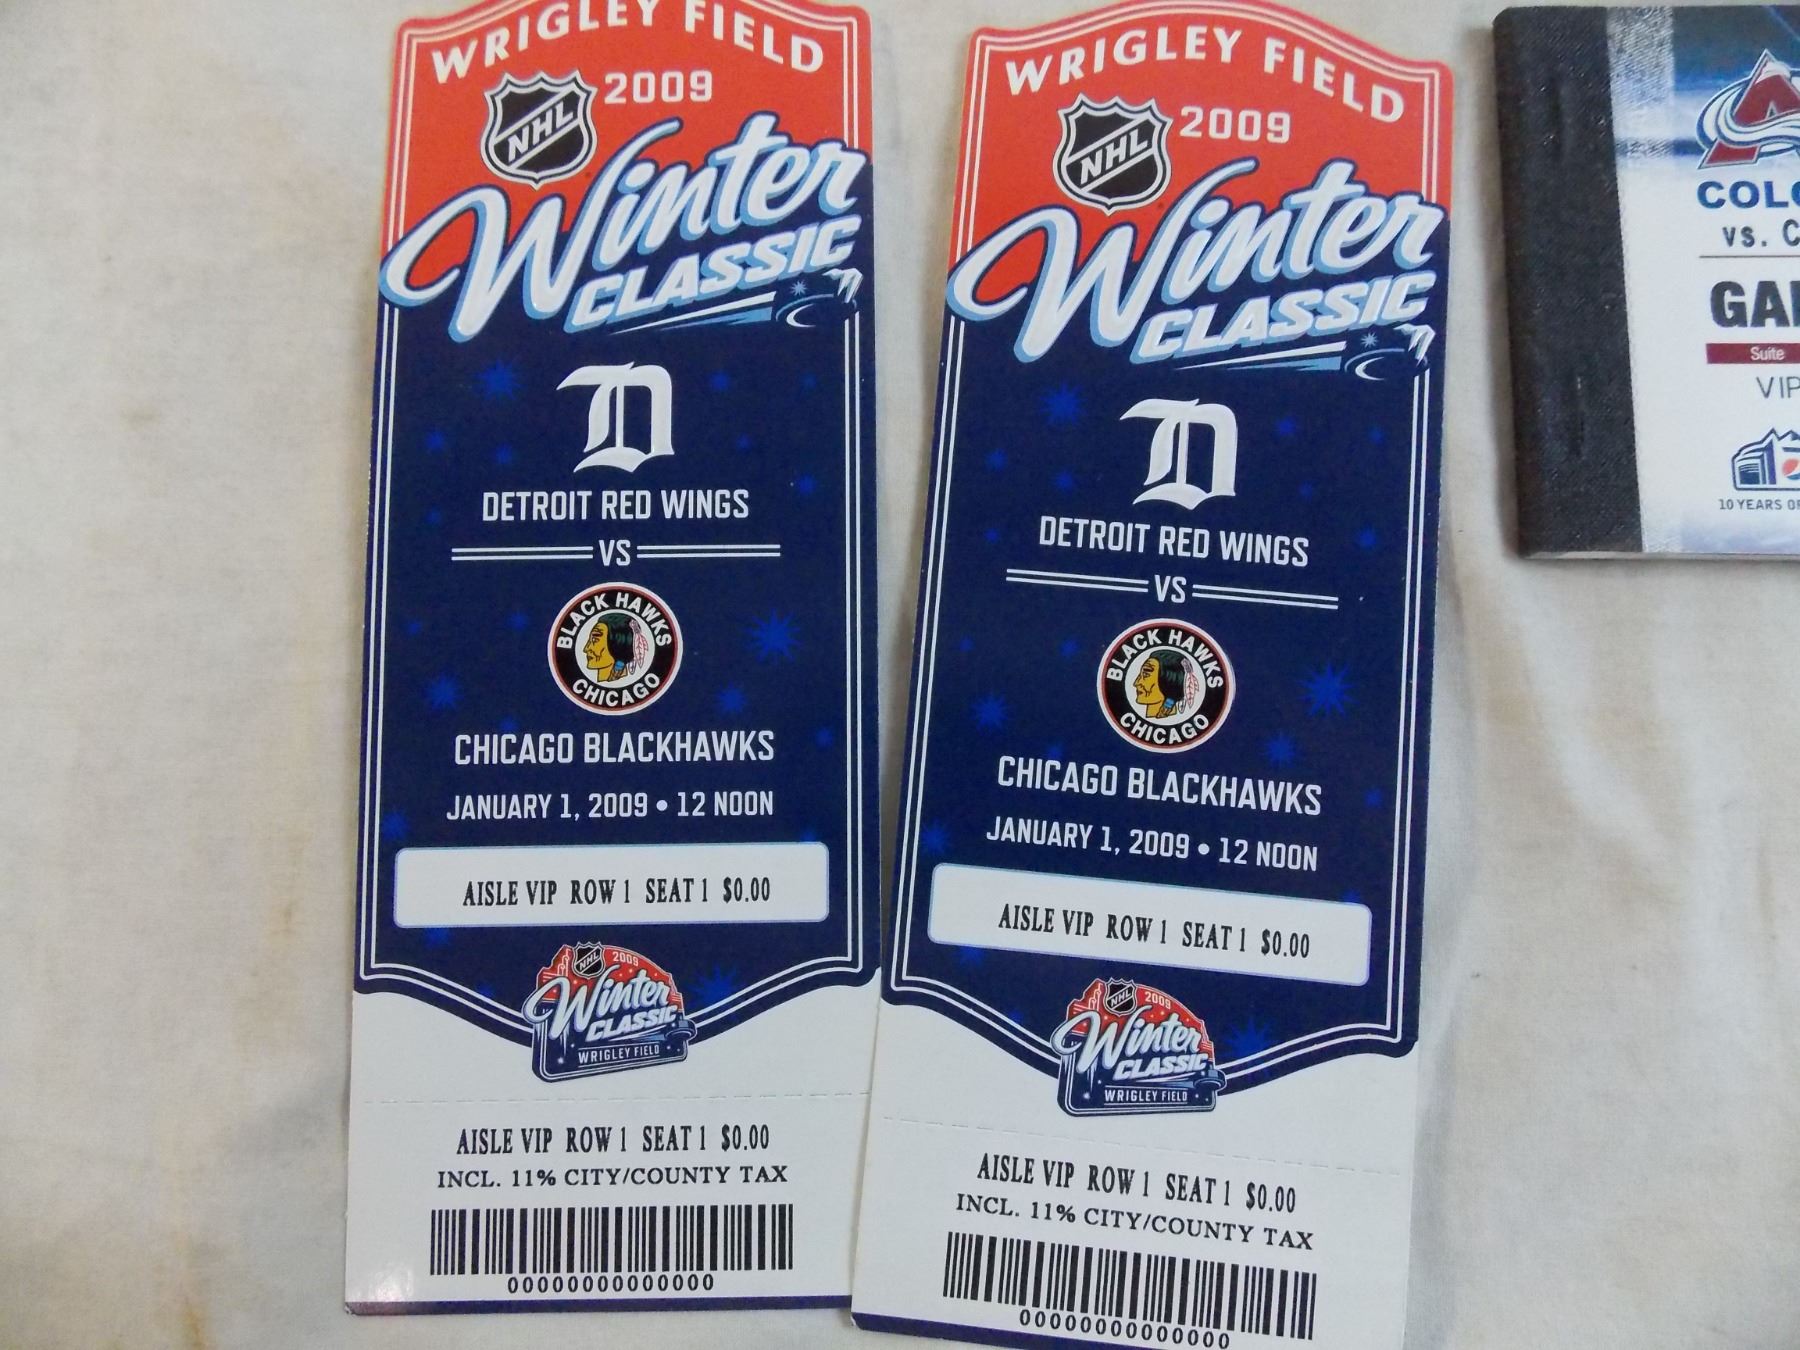 WRIGLEY FIELD
NHL 2009
Winter
CLASSIC
D
DETROIT RED WINGS
VS
BLACK HAWKS
CHICAGO
CHICAGO BLACKHAWKS
JANUARY 1, 2009 • 12 NOON
AISLE VIP ROW 1 SEAT 1 $0.00
NHL 2009
Winter
CLASSIC
WRIGLEY FIELD
AISLE VIP ROW 1 SEAT 1 $0.00
INCL. 11% CITY/COUNTY TAX
00000000000000
WRIGLEY FIELD
NHL 2009
Winter
CLASSIC
D
DETROIT RED WINGS
VS
BLACK HAWKS
CHICAGO
CHICAGO BLACKHAWKS
JANUARY 1, 2009 • 12 NOON
AISLE VIP ROW 1 SEAT 1 $0.00
NHL 2009
Winter
CLASSIC
WRIGLEY FIELD
AISLE VIP ROW 1 SEAT 1 $0.00
INCL. 11% CITY/COUNTY TAX
00000000000000
A
COLO
vs. C
GA
Suite
VIP
10 YEARS